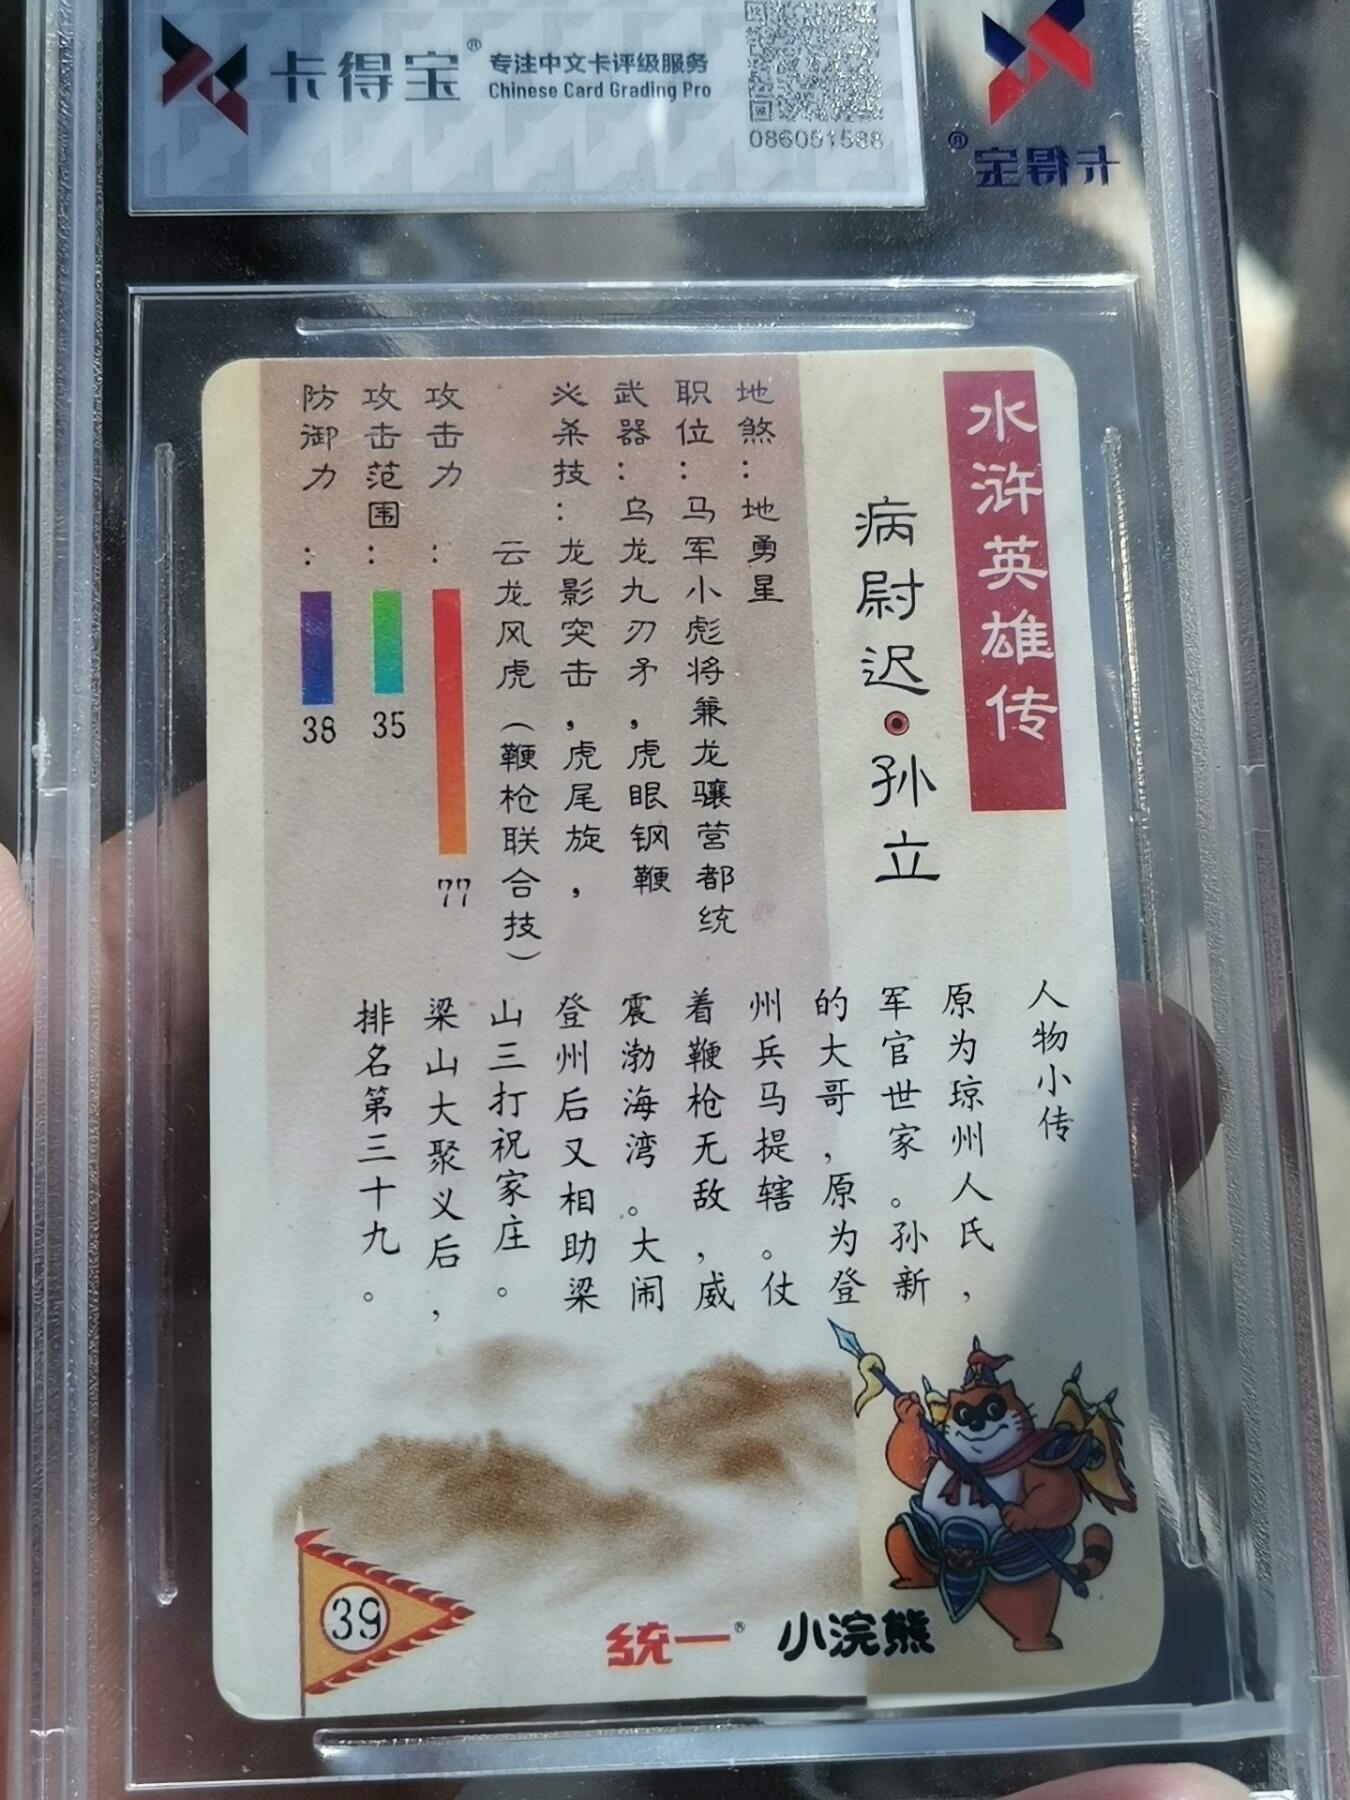 卡得宝®
专注中文卡评级服务
Chinese Card Grading Pro
086051588
卡得宝®
水浒英雄传
病尉迟·孙立
地煞：地勇星
职位：马军小彪将兼龙骧营都统
武器：乌龙九刃矛，虎眼钢鞭
必杀技：龙影突击，虎尾旋，
云龙风虎（鞭枪联合技）
攻击力：77
攻击范围：35
防御力：38
人物小传
原为琼州人氏，
军官世家。孙新
的大哥，原为登
州兵马提辖。仗
着鞭枪无敌，威
震渤海湾。大闹
登州后又相助梁
山三打祝家庄。
梁山大聚义后，
排名第三十九。
39
统一® 小浣熊